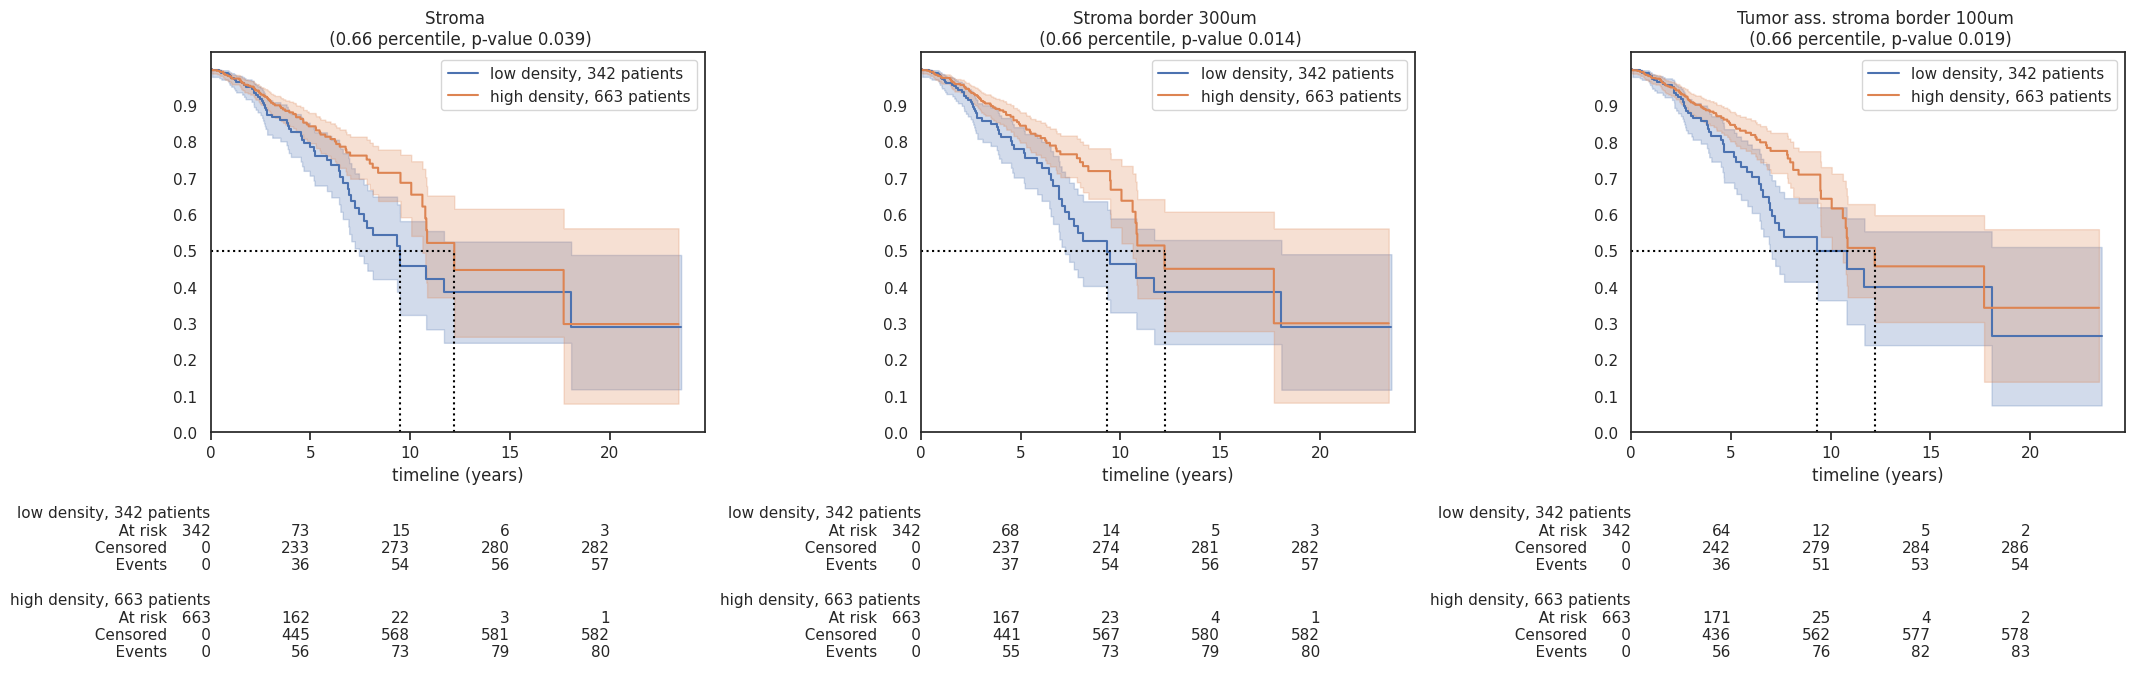 Stroma
(0.66 percentile, p-value 0.039)
low density, 342 patients
high density, 663 patients
0.9
0.8
0.7
0.6
0.5
0.4
0.3
0.2
0.1
0.0
0 5 10 15 20
timeline (years)
low density, 342 patients
At risk 342 73 15 6 3
Censored 0 233 273 280 282
Events 0 36 54 56 57
high density, 663 patients
At risk 663 162 22 3 1
Censored 0 445 568 581 582
Events 0 56 73 79 80
Stroma border 300um
(0.66 percentile, p-value 0.014)
low density, 342 patients
high density, 663 patients
0.9
0.8
0.7
0.6
0.5
0.4
0.3
0.2
0.1
0.0
0 5 10 15 20
timeline (years)
low density, 342 patients
At risk 342 68 14 5 3
Censored 0 237 274 281 282
Events 0 37 54 56 57
high density, 663 patients
At risk 663 167 23 4 1
Censored 0 441 567 580 582
Events 0 55 73 79 80
Tumor ass. stroma border 100um
(0.66 percentile, p-value 0.019)
low density, 342 patients
high density, 663 patients
0.9
0.8
0.7
0.6
0.5
0.4
0.3
0.2
0.1
0.0
0 5 10 15 20
timeline (years)
low density, 342 patients
At risk 342 64 12 5 2
Censored 0 242 279 284 286
Events 0 36 51 53 54
high density, 663 patients
At risk 663 171 25 4 2
Censored 0 436 562 577 578
Events 0 56 76 82 83